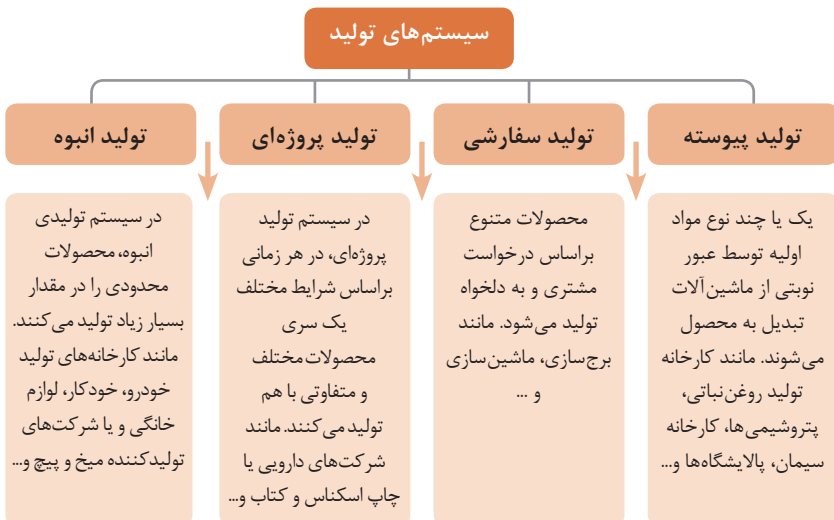 سیستم‌های تولید
تولید پیوسته
یک یا چند نوع مواد
اولیه توسط عبور
نوبتی از ماشین‌آلات
تبدیل به محصول
می‌شوند. مانند کارخانه
تولید روغن‌نباتی،
پتروشیمی‌ها، کارخانه
سیمان، پالایشگاه‌ها و...
تولید سفارشی
محصولات متنوع
براساس درخواست
مشتری و به دلخواه
تولید می‌شود. مانند
برج‌سازی، ماشین‌سازی
و ...
تولید پروژه‌ای
در سیستم تولید
پروژه‌ای، در هر زمانی
براساس شرایط مختلف
یک سری
محصولات مختلف
و متفاوتی با هم
تولید می‌کنند. مانند
شرکت‌های دارویی یا
چاپ اسکناس و کتاب و...
تولید انبوه
در سیستم تولیدی
انبوه، محصولات
محدودی را در مقدار
بسیار زیاد تولید می‌کنند.
مانند کارخانه‌های تولید
خودرو، خودکار، لوازم
خانگی و یا شرکت‌های
تولیدکننده میخ و پیچ و...